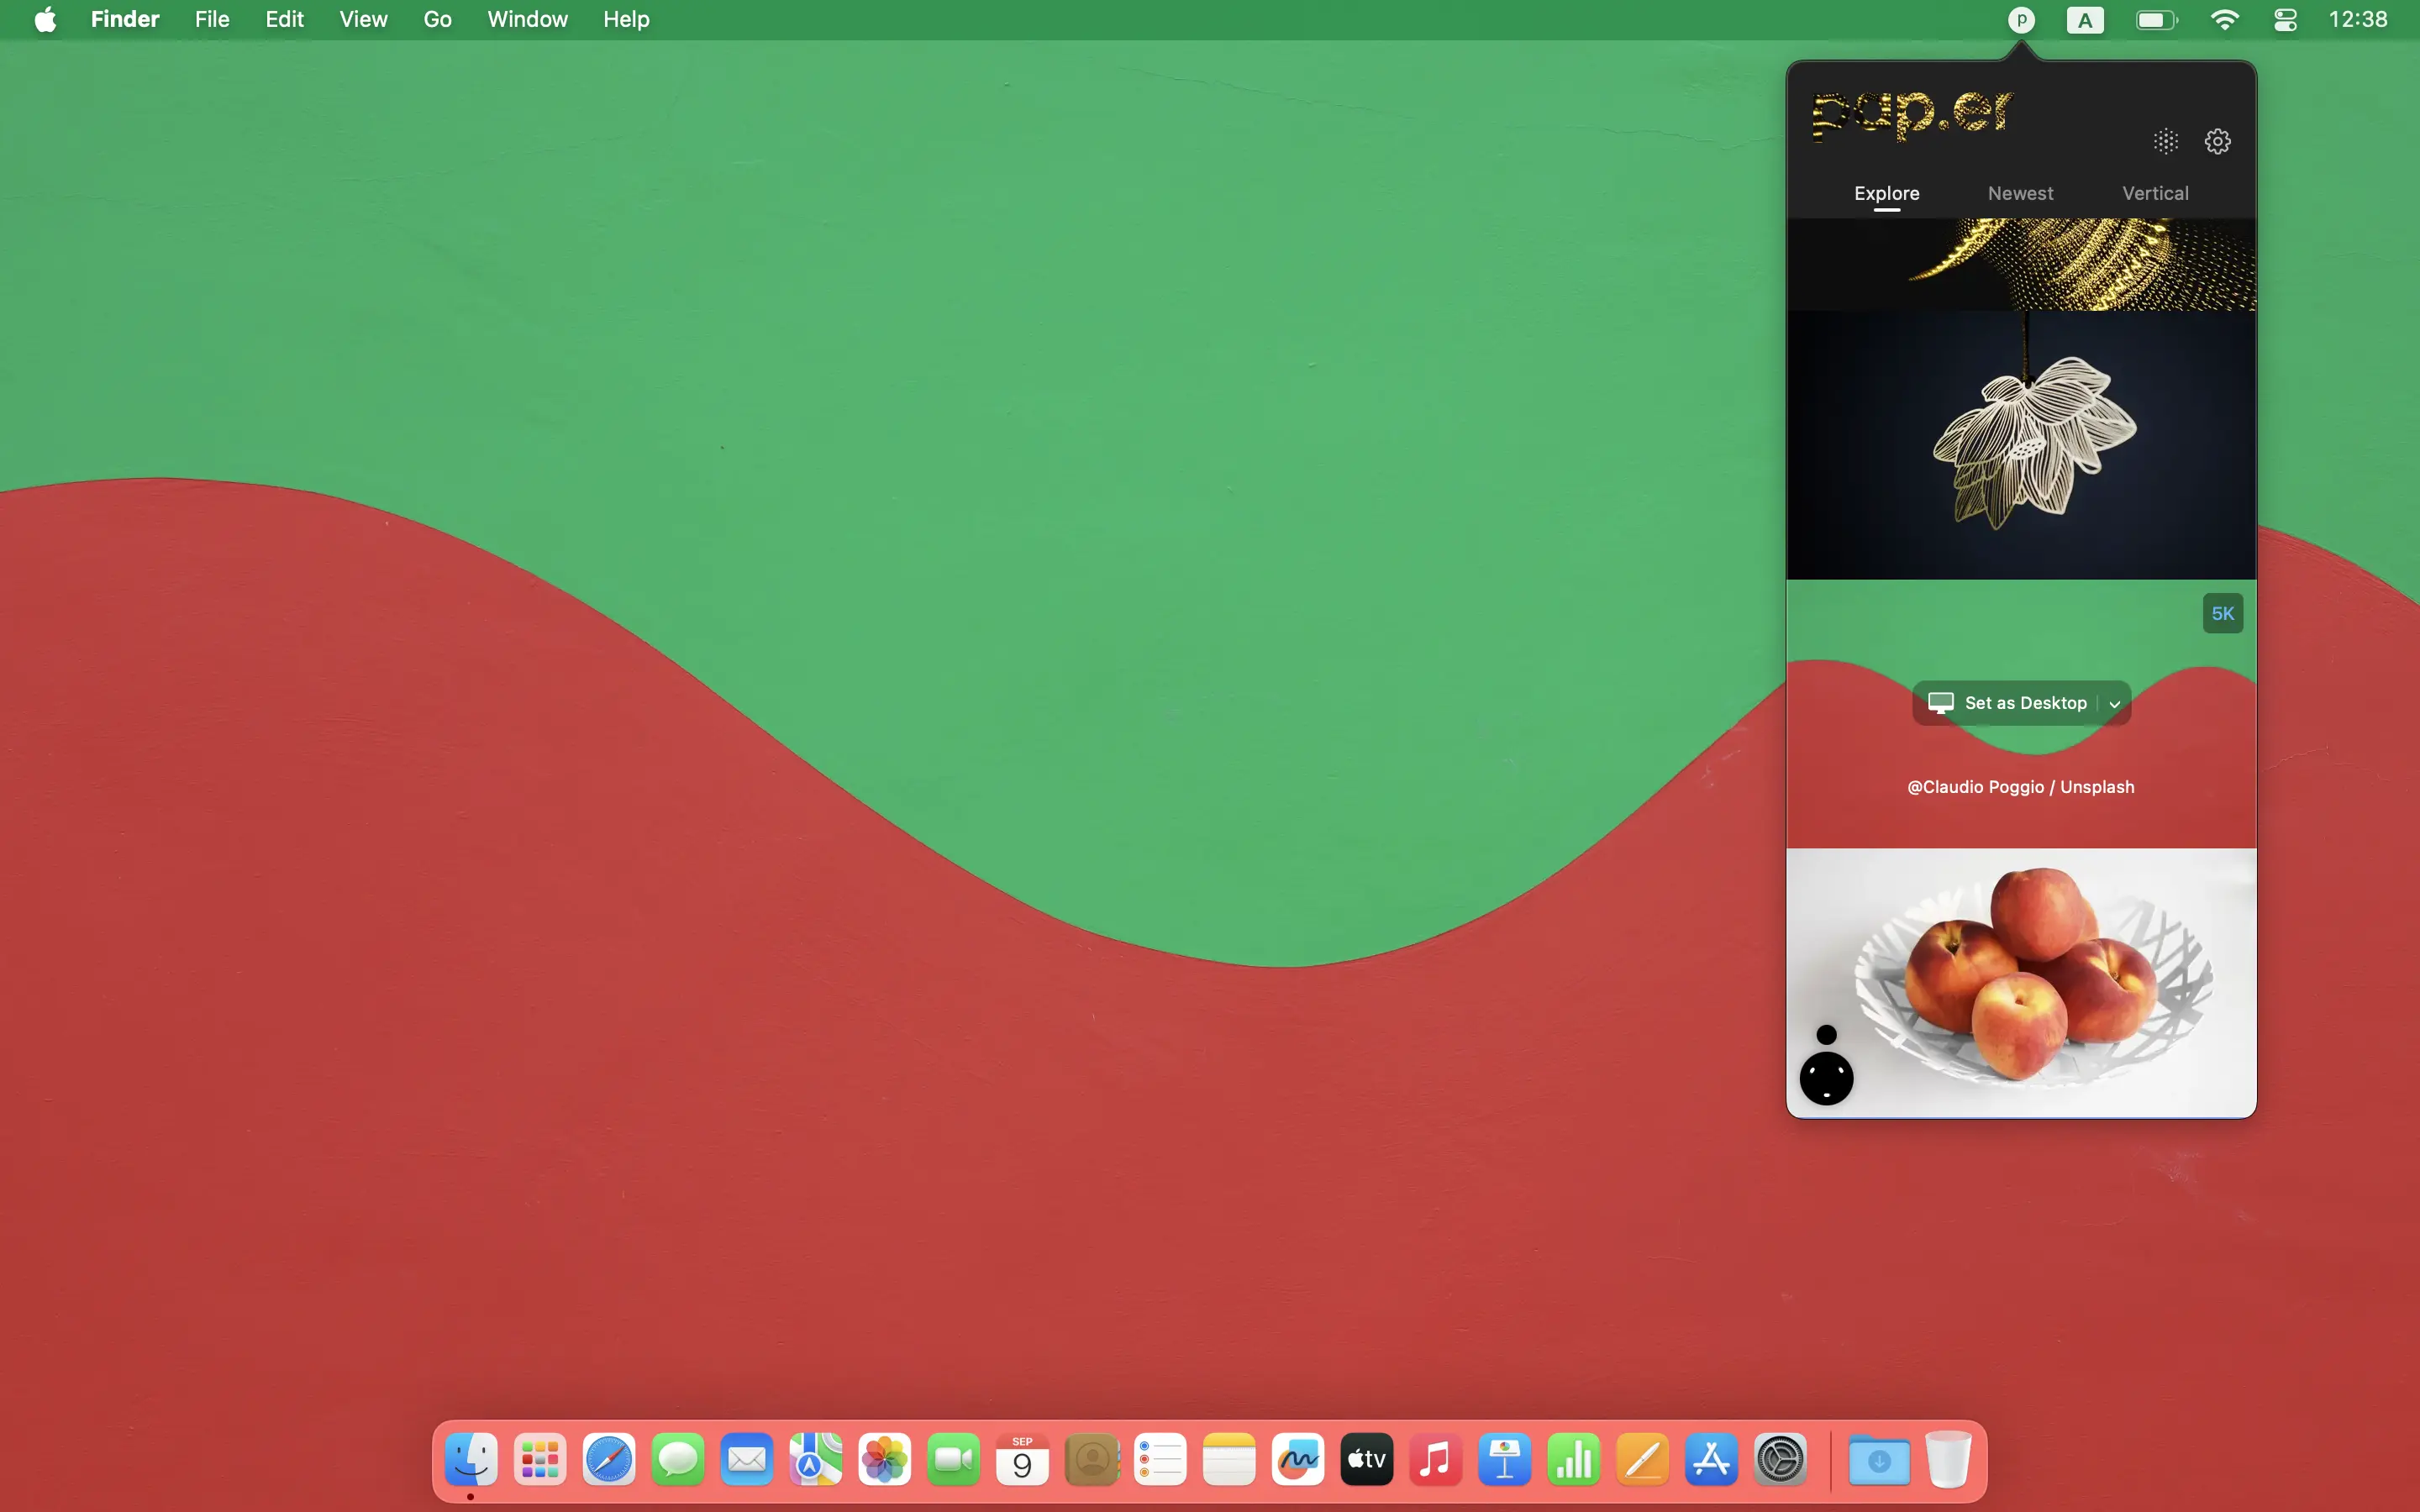 Finder File Edit View Go Window Help p A 12:38
pap.er
Explore Newest Vertical
5K
Set as Desktop
@Claudio Poggio / Unsplash
SEP
9
tv